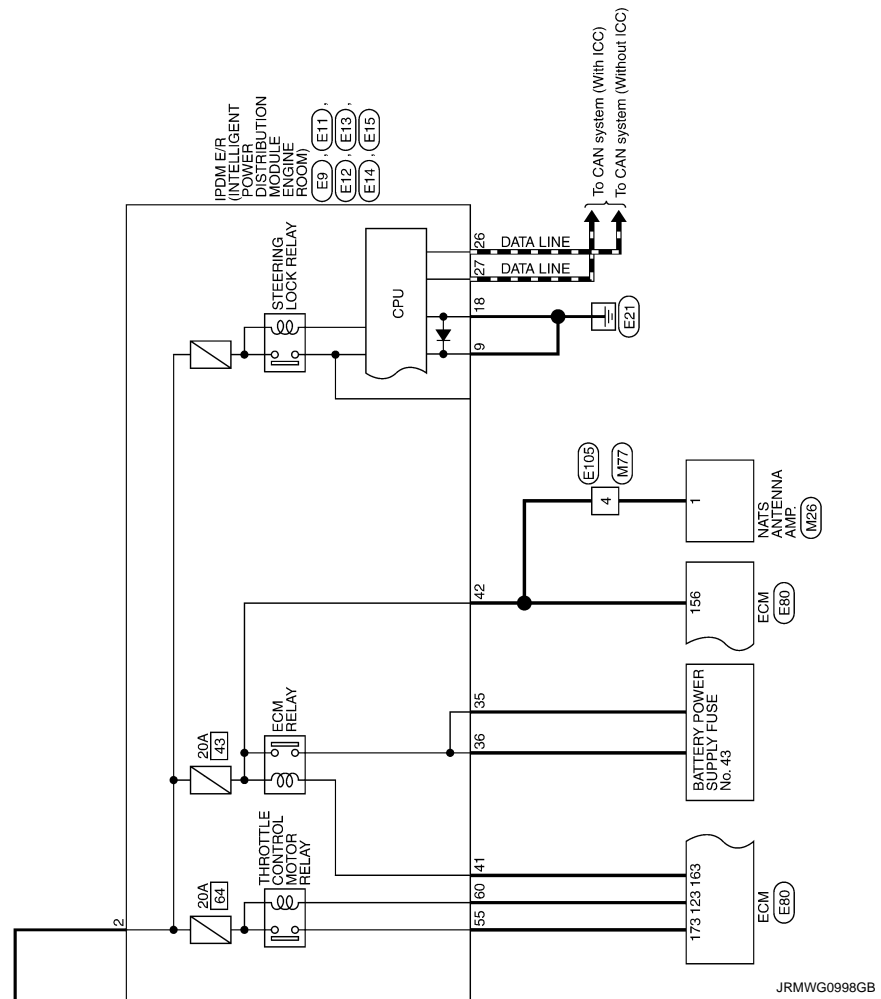 To CAN system (With ICC)
To CAN system (Without ICC)
IPDM E/R
(INTELLIGENT
POWER
DISTRIBUTION
MODULE
ENGINE
ROOM)
E9 , E11 ,
E12 , E13 ,
E14 , E15
STEERING
LOCK RELAY
CPU
26
DATA LINE
27
DATA LINE
18
9
E21
E105
M77
4
1
NATS
ANTENNA
AMP.
M26
42
156
ECM
E80
20A
43
ECM
RELAY
35
36
BATTERY POWER
SUPPLY FUSE
No. 43
THROTTLE
CONTROL
MOTOR
RELAY
20A
64
2
41
60
55
173 123 163
ECM
E80
JRMWG0998GB